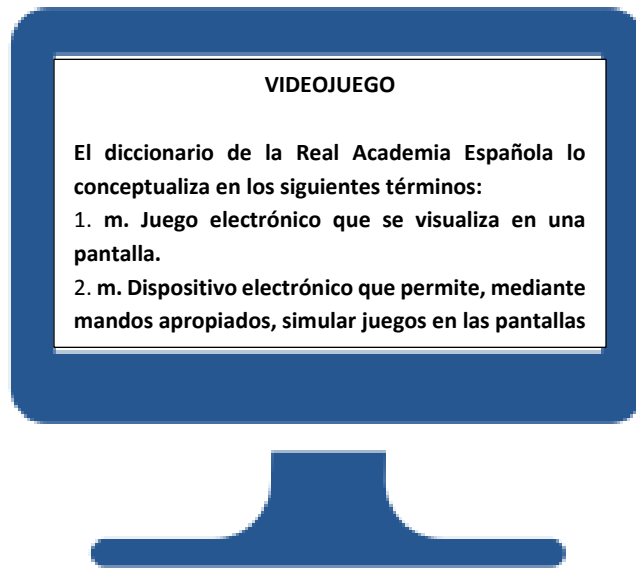 VIDEOJUEGO
El diccionario de la Real Academia Española lo
conceptualiza en los siguientes términos:
1. m. Juego electrónico que se visualiza en una
pantalla.
2. m. Dispositivo electrónico que permite, mediante
mandos apropiados, simular juegos en las pantallas